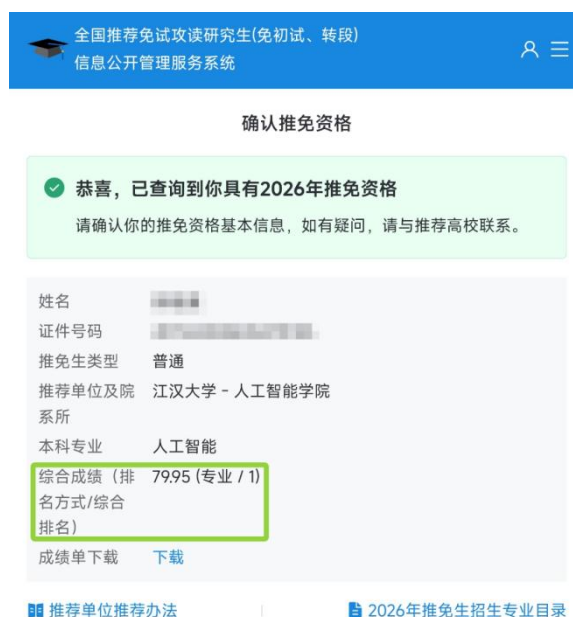 全国推荐免试攻读研究生(免初试、转段)
信息公开管理服务系统
确认推免资格
恭喜，已查询到你具有2026年推免资格
请确认你的推免资格基本信息，如有疑问，请与推荐高校联系。
姓名
证件号码
推免生类型 普通
推荐单位及院 江汉大学 - 人工智能学院
系所
本科专业 人工智能
综合成绩（排 79.95 (专业 / 1)
名方式/综合
排名）
成绩单下载 下载
推荐单位推荐办法 2026年推免生招生专业目录